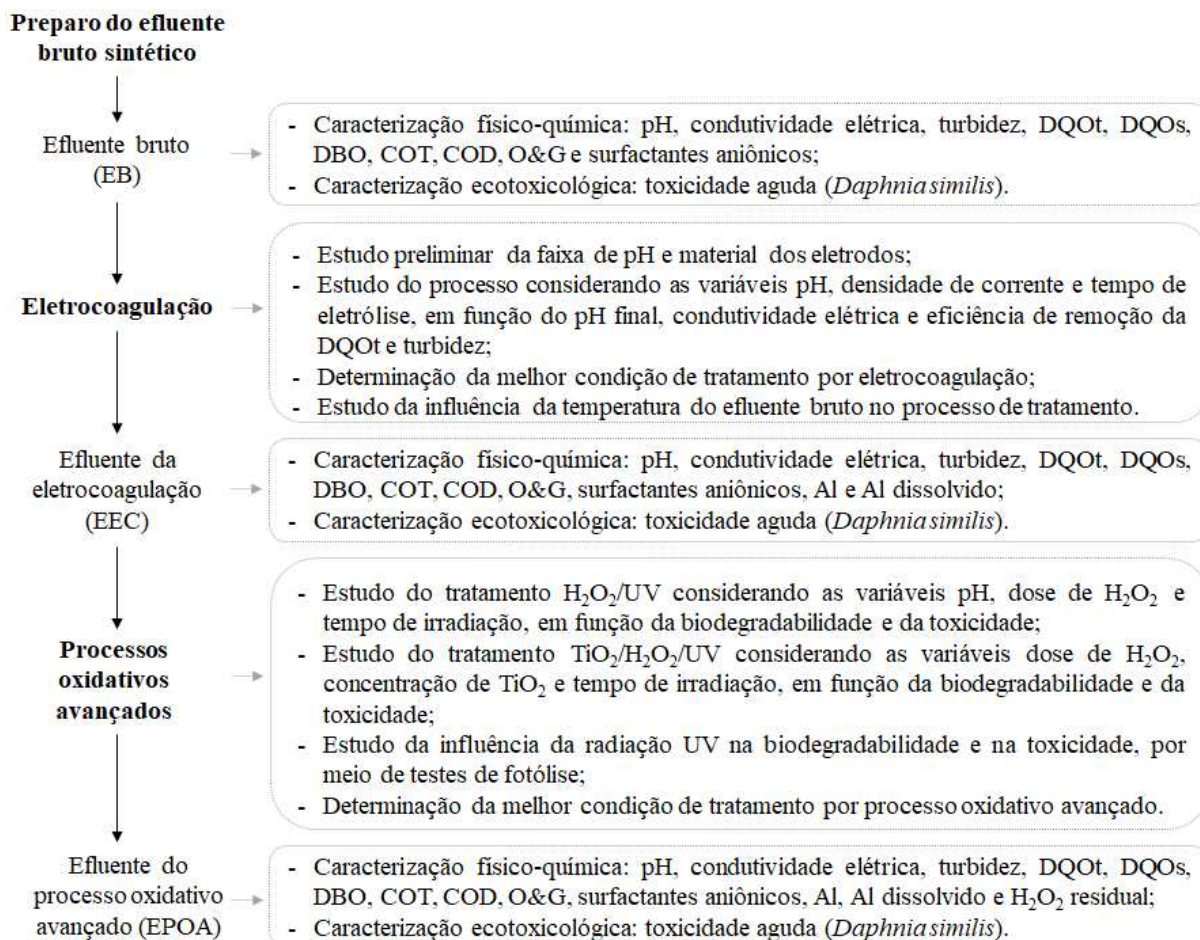 Preparo do efluente
bruto sintético
Efluente bruto
(EB)
- Caracterização físico-química: pH, condutividade elétrica, turbidez, DQOt, DQOs,
DBO, COT, COD, O&G e surfactantes aniônicos;
- Caracterização ecotoxicológica: toxicidade aguda (Daphnia similis).
Eletrocoagulação
- Estudo preliminar da faixa de pH e material dos eletrodos;
- Estudo do processo considerando as variáveis pH, densidade de corrente e tempo de
eletrólise, em função do pH final, condutividade elétrica e eficiência de remoção da
DQOt e turbidez;
- Determinação da melhor condição de tratamento por eletrocoagulação;
- Estudo da influência da temperatura do efluente bruto no processo de tratamento.
Efluente da
eletrocoagulação
(EEC)
- Caracterização físico-química: pH, condutividade elétrica, turbidez, DQOt, DQOs,
DBO, COT, COD, O&G, surfactantes aniônicos, Al e Al dissolvido;
- Caracterização ecotoxicológica: toxicidade aguda (Daphnia similis).
Processos
oxidativos
avançados
- Estudo do tratamento H₂O₂/UV considerando as variáveis pH, dose de H₂O₂ e
tempo de irradiação, em função da biodegradabilidade e da toxicidade;
- Estudo do tratamento TiO₂/H₂O₂/UV considerando as variáveis dose de H₂O₂,
concentração de TiO₂ e tempo de irradiação, em função da biodegradabilidade e da
toxicidade;
- Estudo da influência da radiação UV na biodegradabilidade e na toxicidade, por
meio de testes de fotólise;
- Determinação da melhor condição de tratamento por processo oxidativo avançado.
Efluente do
processo oxidativo
avançado (EPOA)
- Caracterização físico-química: pH, condutividade elétrica, turbidez, DQOt, DQOs,
DBO, COT, COD, O&G, surfactantes aniônicos, Al, Al dissolvido e H₂O₂ residual;
- Caracterização ecotoxicológica: toxicidade aguda (Daphnia similis).